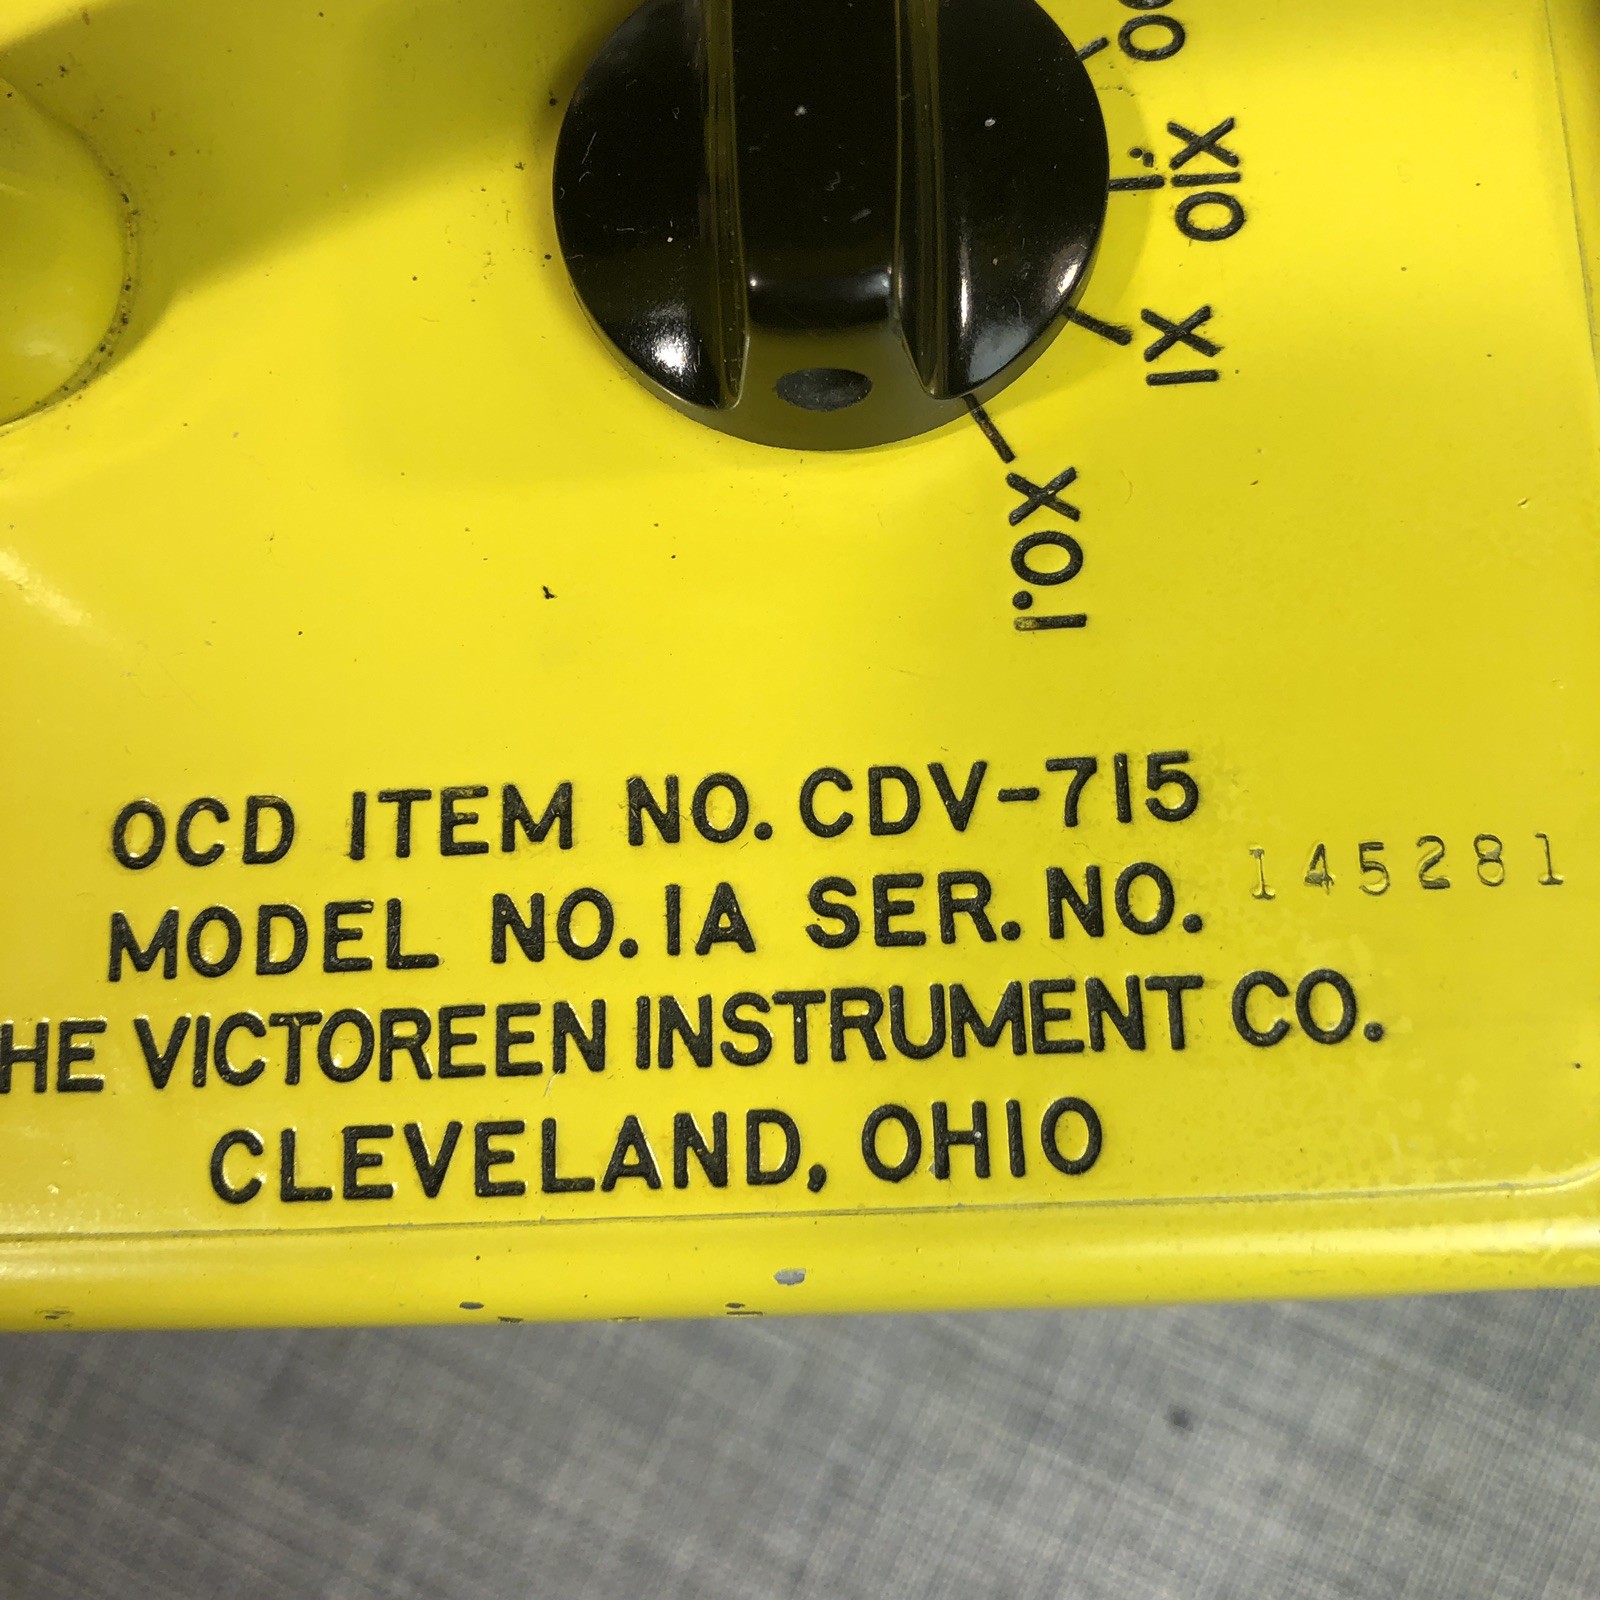 X10
X1
X0.1
OCD ITEM NO. CDV-715
MODEL NO. 1A SER. NO. 145281
HE VICTOREEN INSTRUMENT CO.
CLEVELAND, OHIO